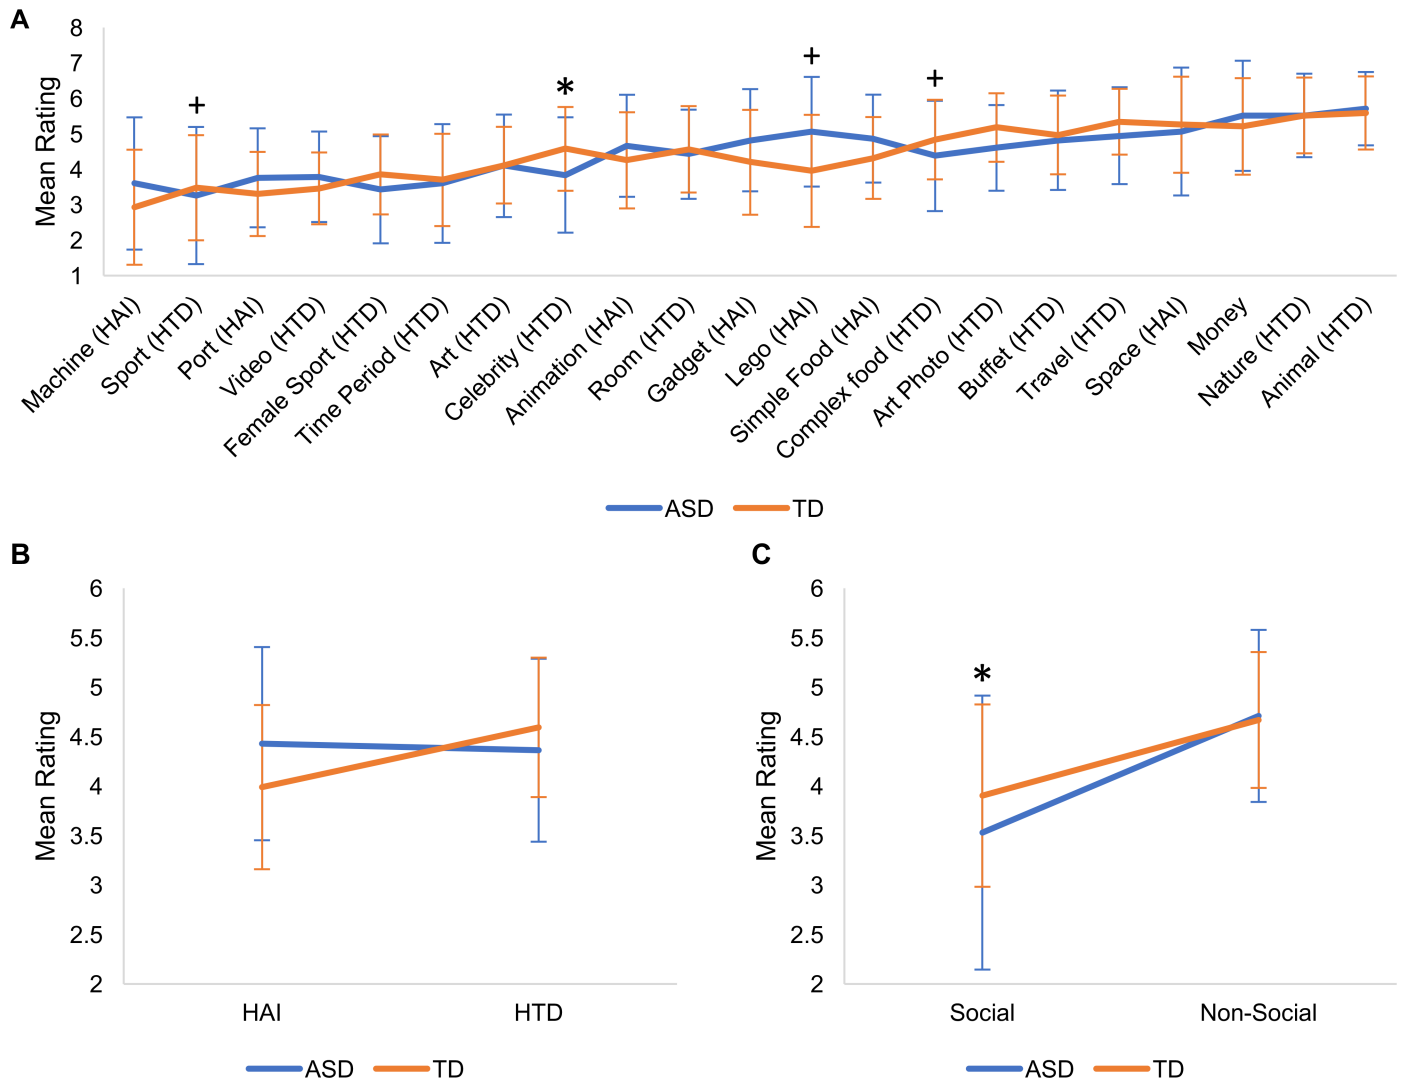 A
Mean Rating
8
7
6
5
4
3
2
1
+
*
+
+
Machine (HAI)
Sport (HTD)
Port (HAI)
Video (HTD)
Female Sport (HTD)
Time Period (HTD)
Art (HTD)
Celebrity (HTD)
Animation (HAI)
Room (HTD)
Gadget (HAI)
Lego (HAI)
Simple Food (HAI)
Complex food (HTD)
Art Photo (HTD)
Buffet (HTD)
Travel (HTD)
Space (HAI)
Money
Nature (HTD)
Animal (HTD)
ASD TD
B
Mean Rating
6
5.5
5
4.5
4
3.5
3
2.5
2
HAI HTD
ASD TD
C
Mean Rating
6
5.5
5
4.5
4
3.5
3
2.5
2
*
Social Non-Social
ASD TD